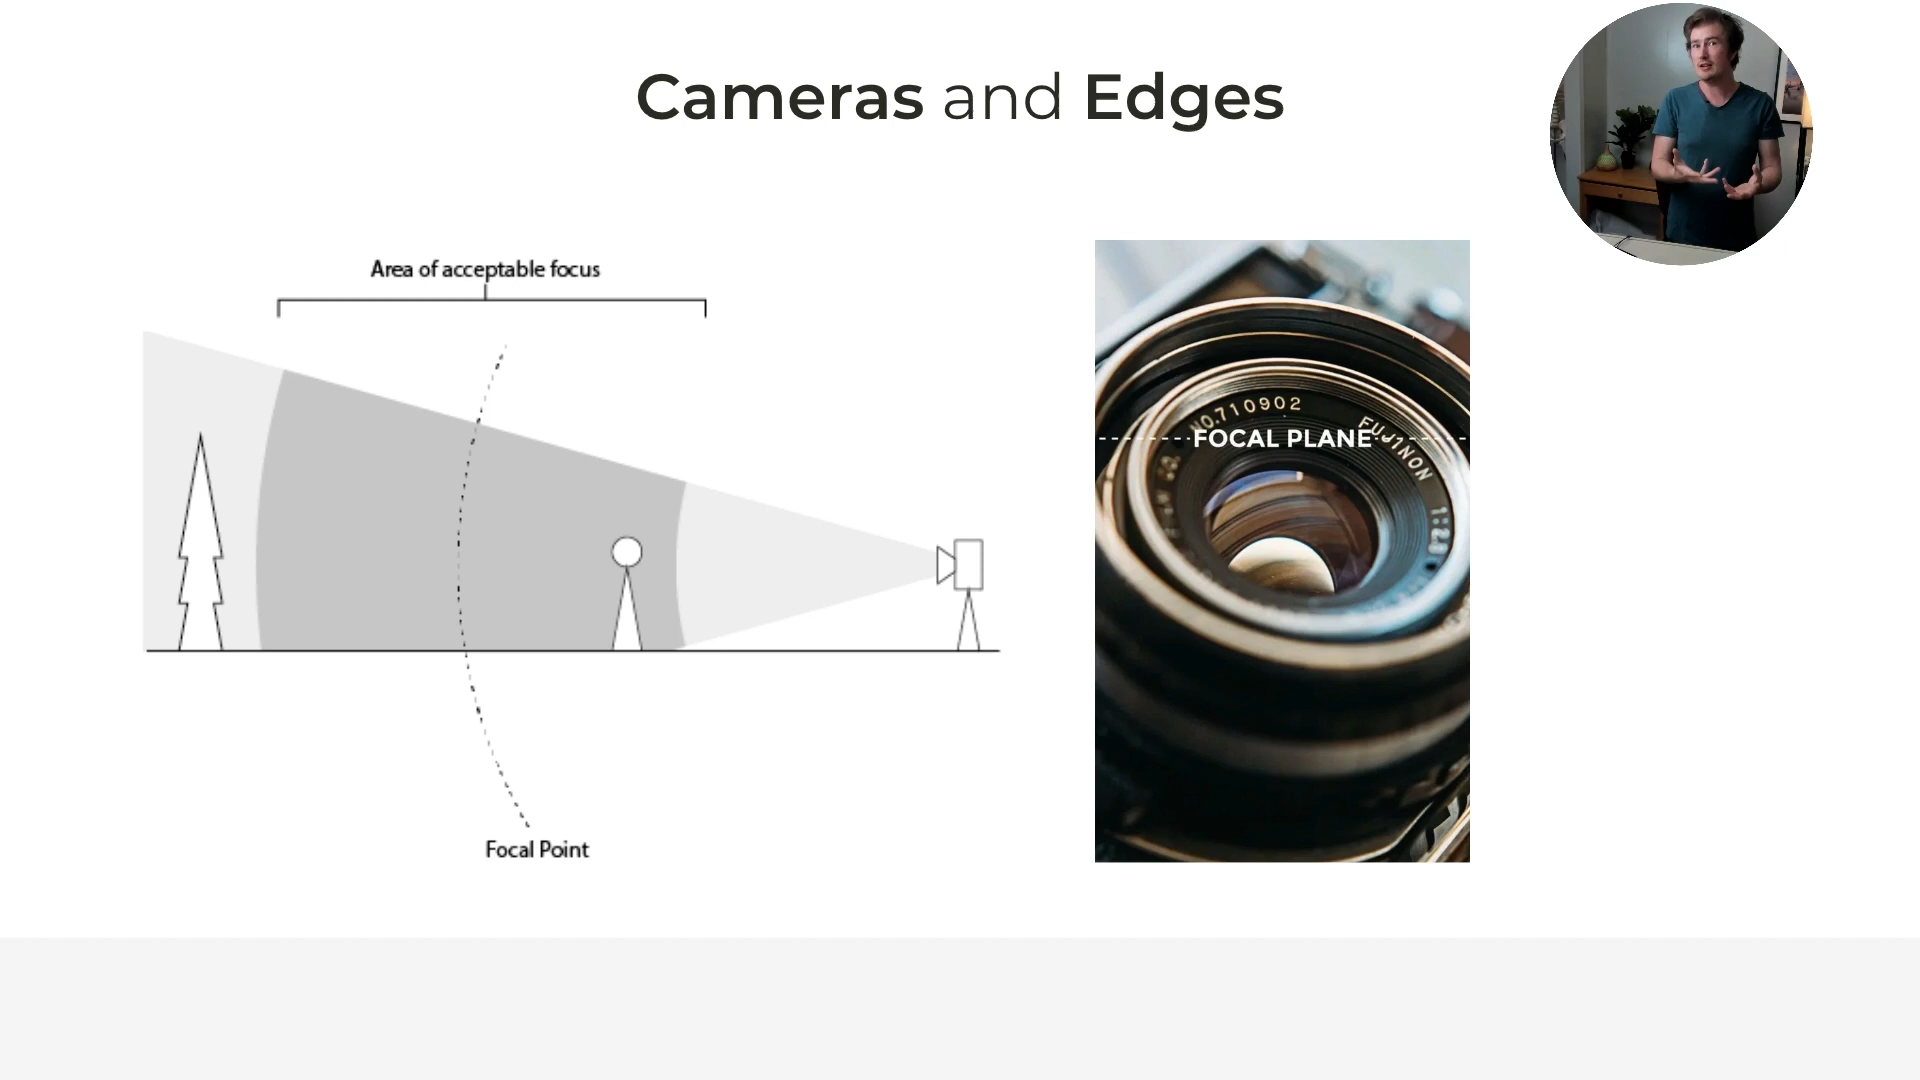 Cameras and Edges
Area of acceptable focus
NO.710902
FUJINON
FOCAL PLANE
1:2.8
Focal Point